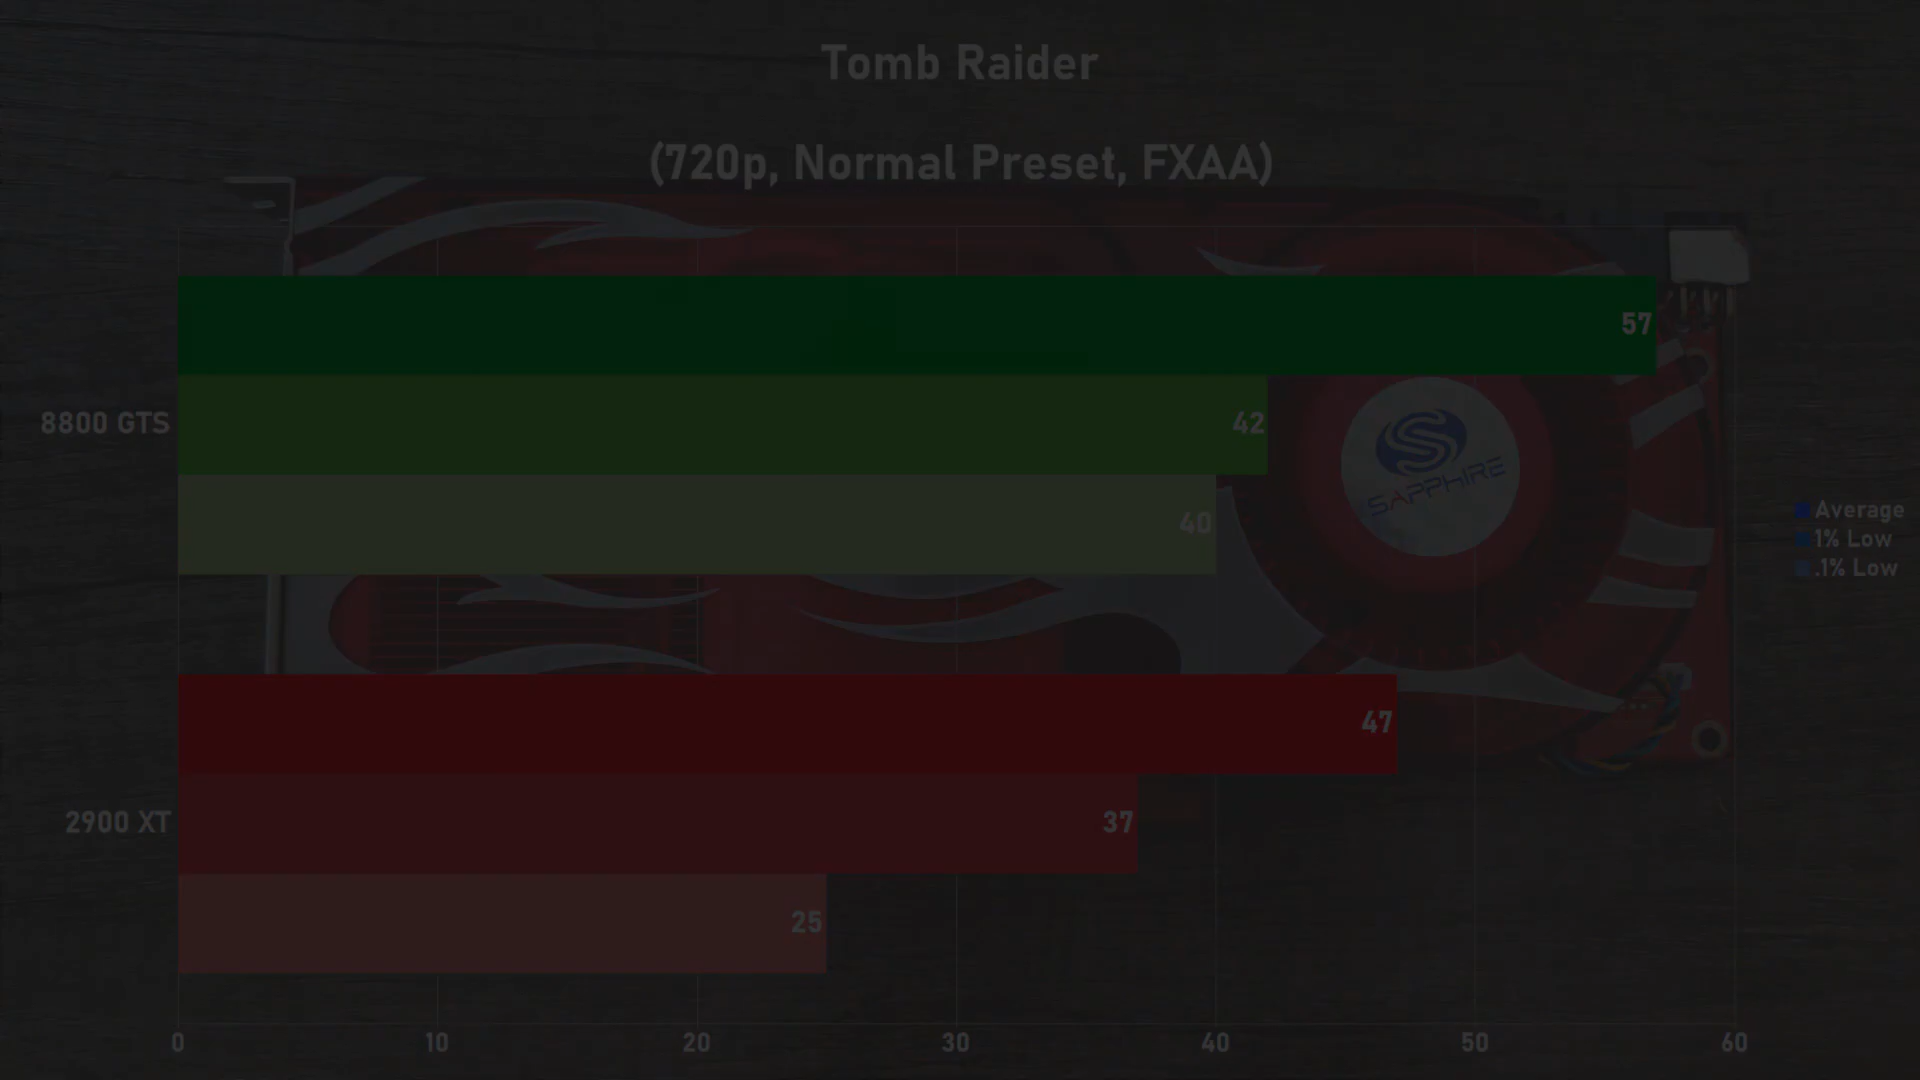 Tomb Raider
(720p, Normal Preset, FXAA)
57
8800 GTS
42
40
SAPPHIRE
Average
1% Low
.1% Low
47
2900 XT
37
25
0 10 20 30 40 50 60